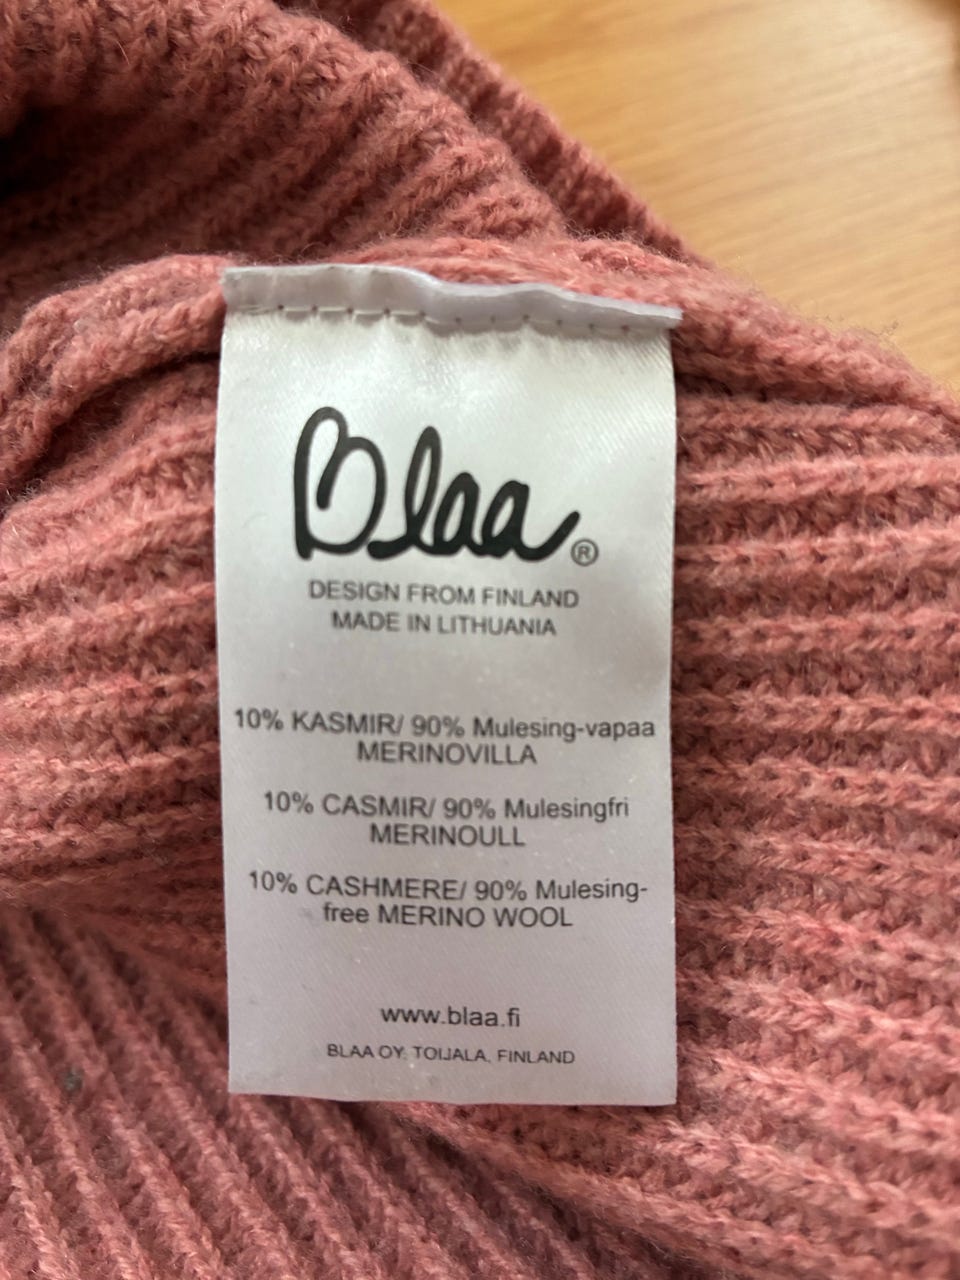 Blaa®
DESIGN FROM FINLAND
MADE IN LITHUANIA
10% KASMIR/ 90% Mulesing-vapaa
MERINOVILLA
10% CASMIR/ 90% Mulesingfri
MERINOULL
10% CASHMERE/ 90% Mulesing-
free MERINO WOOL
www.blaa.fi
BLAA OY, TOIJALA, FINLAND